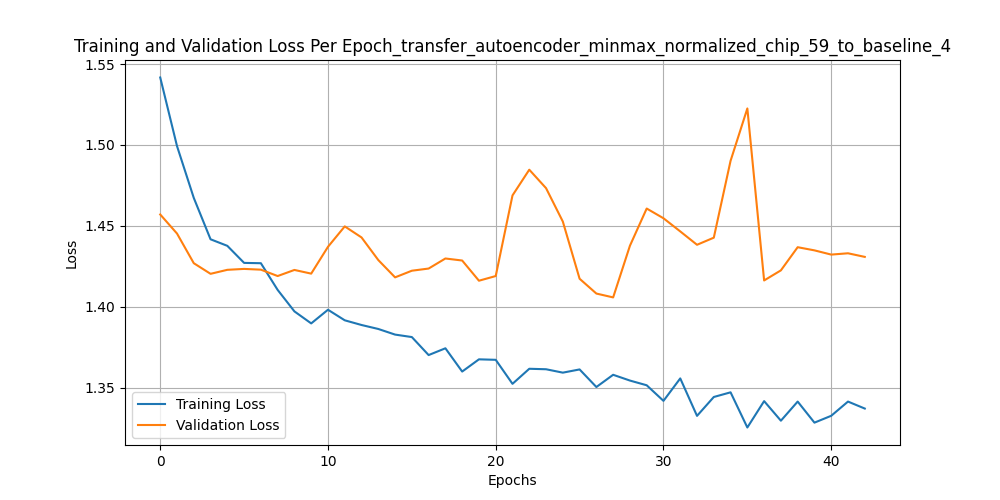 Training and Validation Loss Per Epoch_transfer_autoencoder_minmax_normalized_chip_59_to_baseline_4
1.55
1.50
1.45
1.40
1.35
Loss
Training Loss
Validation Loss
0 10 20 30 40
Epochs